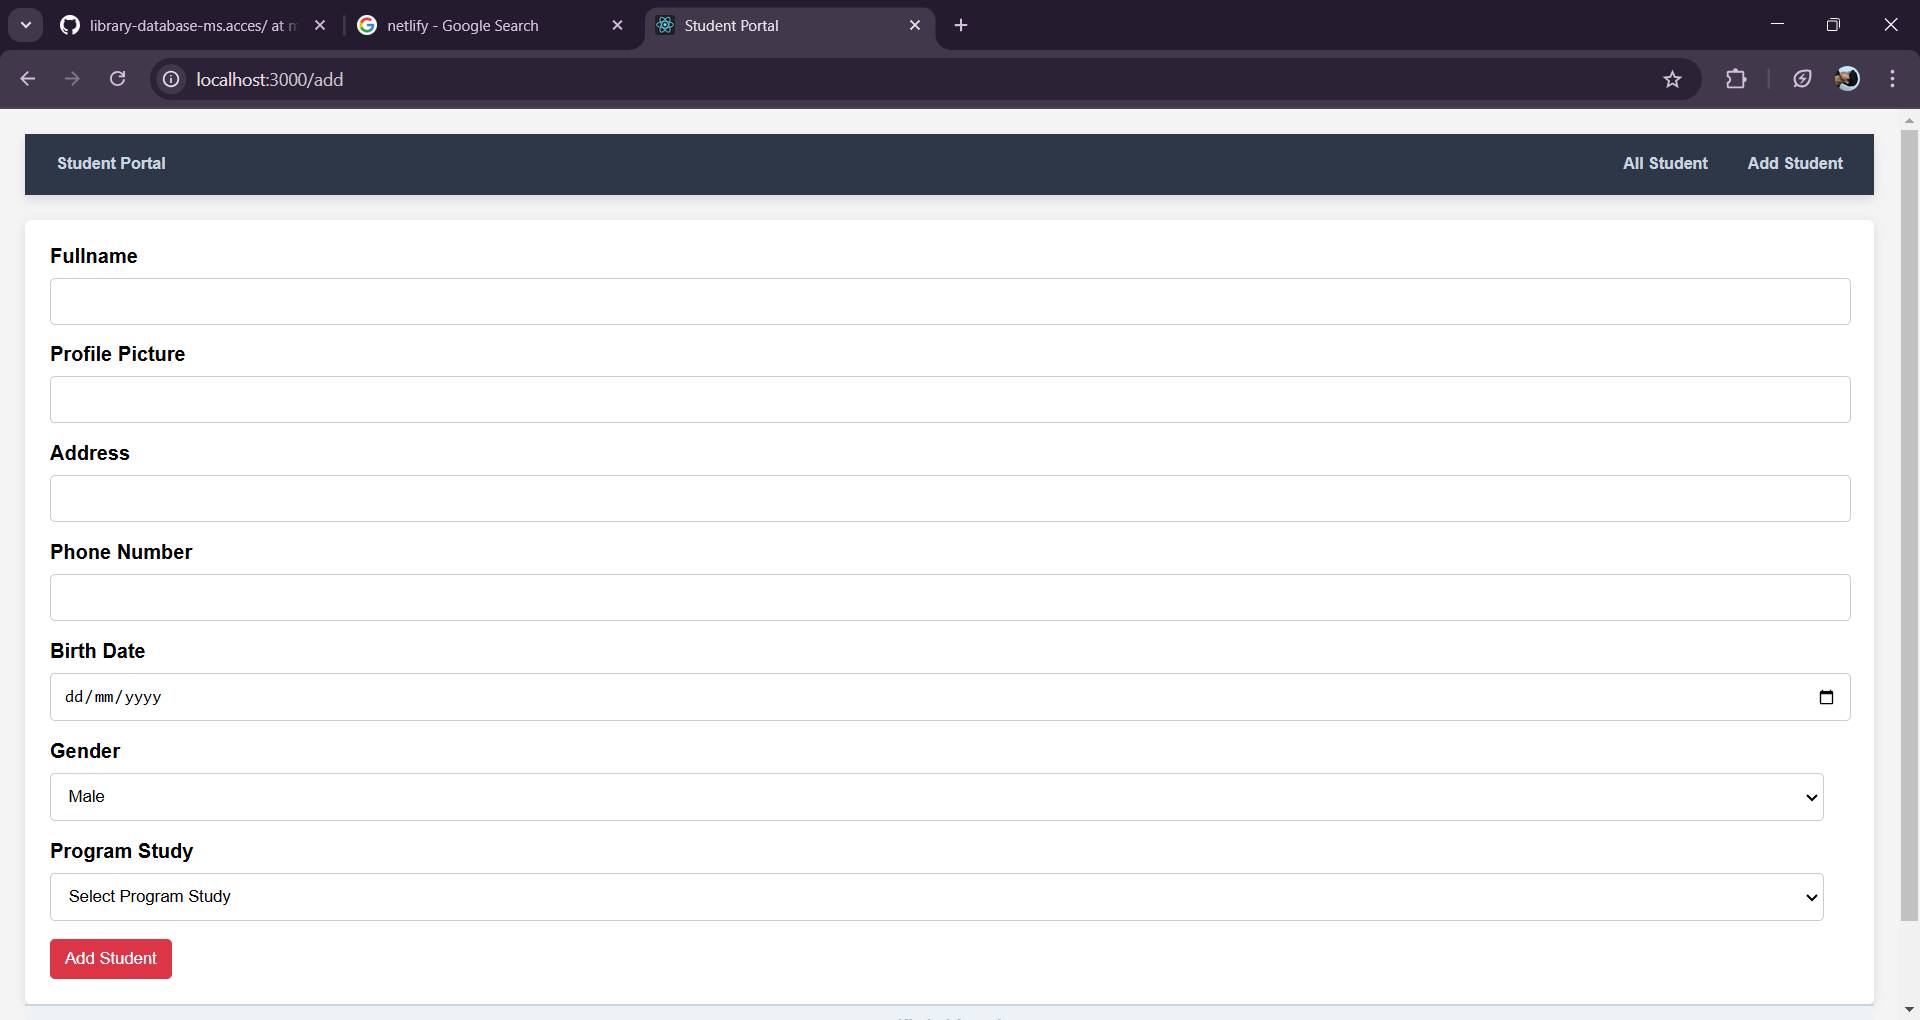 library-database-ms.acces/ at m
netlify - Google Search
Student Portal
localhost:3000/add
Student Portal
All Student
Add Student
Fullname
Profile Picture
Address
Phone Number
Birth Date
dd/mm/yyyy
Gender
Male
Program Study
Select Program Study
Add Student